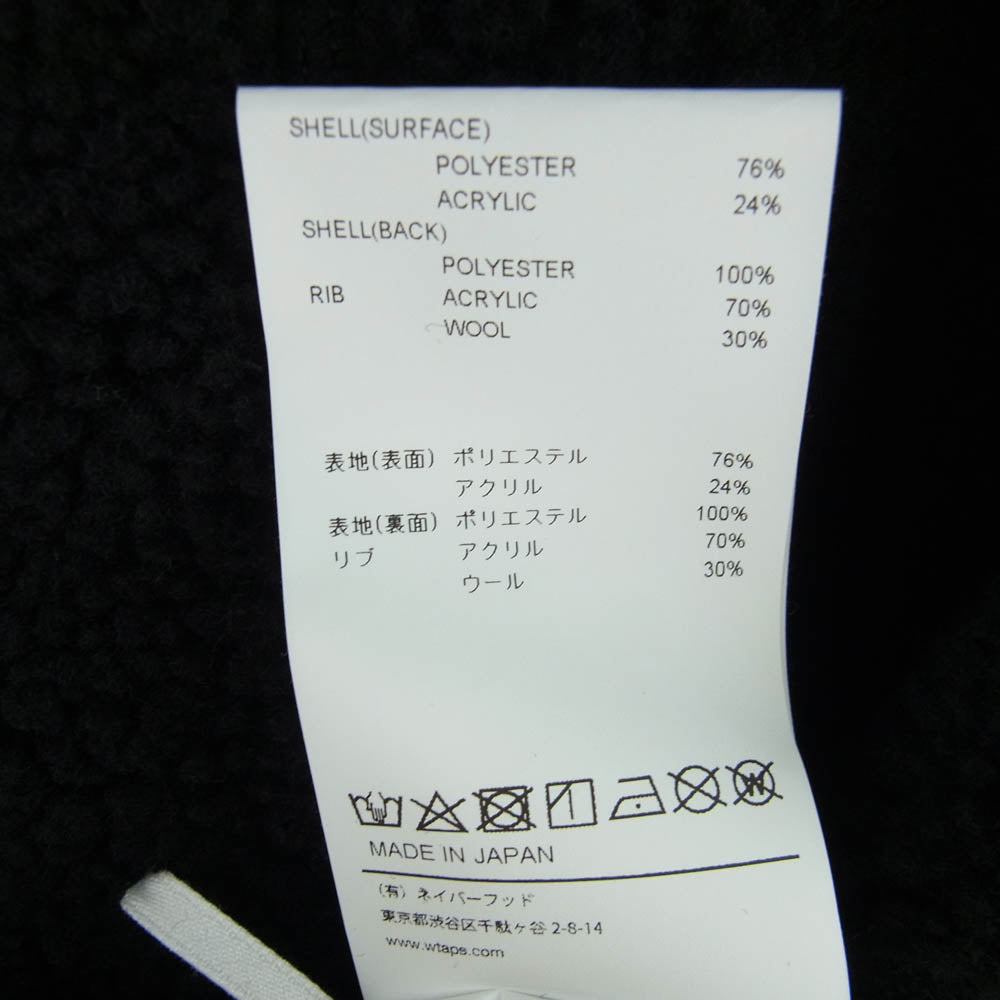 SHELL(SURFACE)
POLYESTER 76%
ACRYLIC 24%
SHELL(BACK)
POLYESTER 100%
RIB ACRYLIC 70%
WOOL 30%
表地(表面) ポリエステル 76%
アクリル 24%
表地(裏面) ポリエステル 100%
リブ アクリル 70%
ウール 30%
W
MADE IN JAPAN
(有) ネイバーフッド
東京都渋谷区千駄ヶ谷 2-8-14
www.wtaps.com